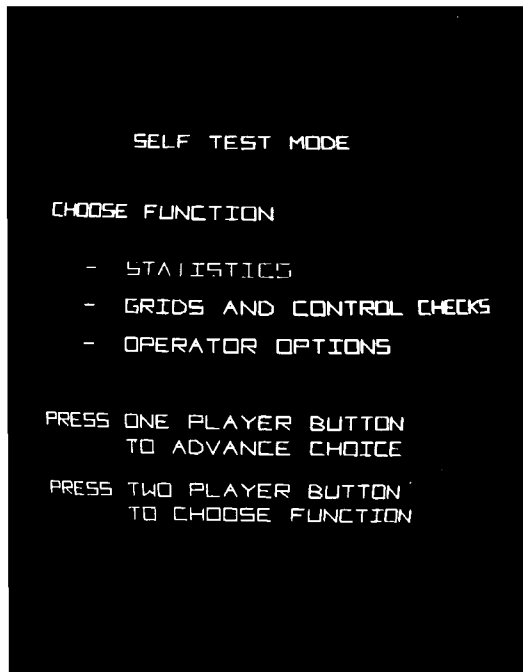 SELF TEST MODE
CHOOSE FUNCTION
- STATISTICS
- GRIDS AND CONTROL CHECKS
- OPERATOR OPTIONS
PRESS ONE PLAYER BUTTON
TO ADVANCE CHOICE
PRESS TWO PLAYER BUTTON
TO CHOOSE FUNCTION